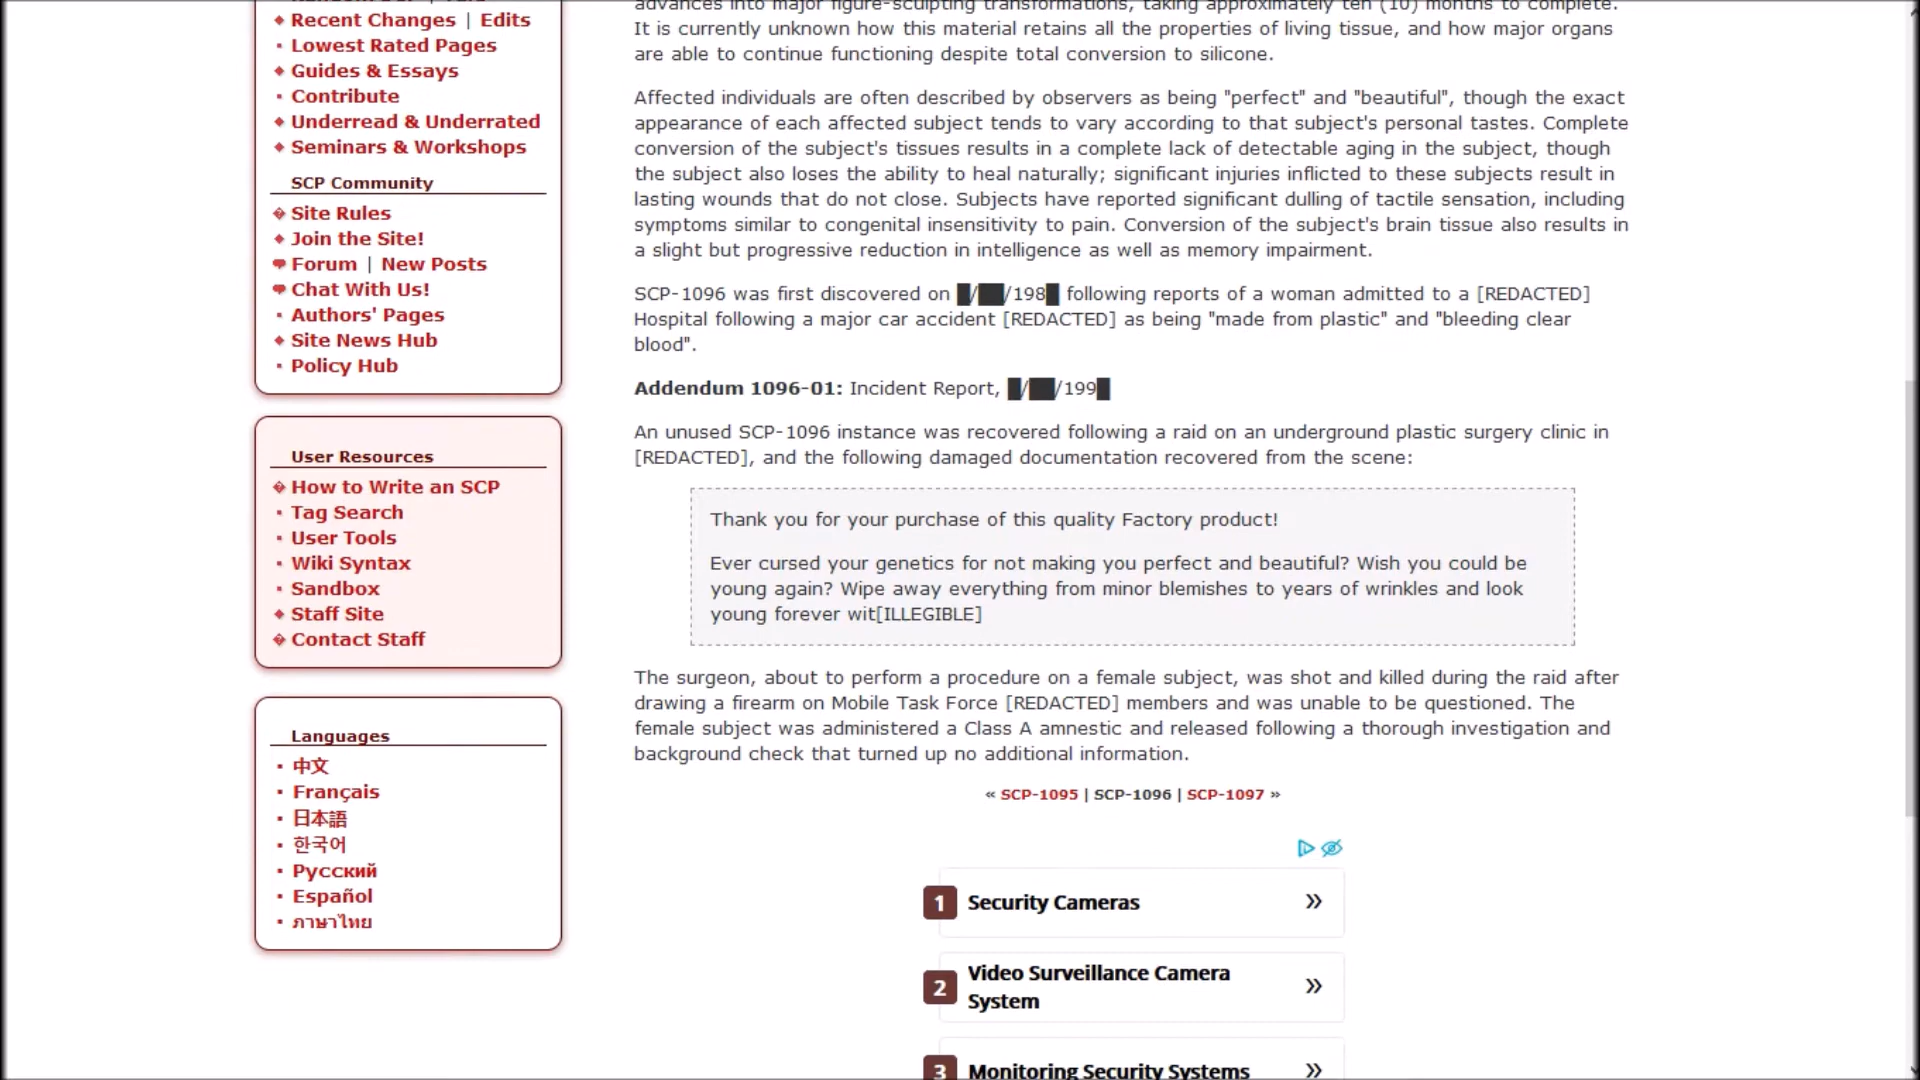 Recent Changes | Edits
Lowest Rated Pages
Guides & Essays
Contribute
Underread & Underrated
Seminars & Workshops
SCP Community
Site Rules
Join the Site!
Forum | New Posts
Chat With Us!
Authors' Pages
Site News Hub
Policy Hub
User Resources
How to Write an SCP
Tag Search
User Tools
Wiki Syntax
Sandbox
Staff Site
Contact Staff
Languages
中文
Français
日本語
한국어
Русский
Español
ภาษาไทย
advances into major figure-sculpting transformations, taking approximately ten (10) months to complete.
It is currently unknown how this material retains all the properties of living tissue, and how major organs
are able to continue functioning despite total conversion to silicone.
Affected individuals are often described by observers as being "perfect" and "beautiful", though the exact
appearance of each affected subject tends to vary according to that subject's personal tastes. Complete
conversion of the subject's tissues results in a complete lack of detectable aging in the subject, though
the subject also loses the ability to heal naturally; significant injuries inflicted to these subjects result in
lasting wounds that do not close. Subjects have reported significant dulling of tactile sensation, including
symptoms similar to congenital insensitivity to pain. Conversion of the subject's brain tissue also results in
a slight but progressive reduction in intelligence as well as memory impairment.
SCP-1096 was first discovered on █/██/198█ following reports of a woman admitted to a [REDACTED]
Hospital following a major car accident [REDACTED] as being "made from plastic" and "bleeding clear
blood".
Addendum 1096-01: Incident Report, █/██/199█
An unused SCP-1096 instance was recovered following a raid on an underground plastic surgery clinic in
[REDACTED], and the following damaged documentation recovered from the scene:
Thank you for your purchase of this quality Factory product!
Ever cursed your genetics for not making you perfect and beautiful? Wish you could be
young again? Wipe away everything from minor blemishes to years of wrinkles and look
young forever wit[ILLEGIBLE]
The surgeon, about to perform a procedure on a female subject, was shot and killed during the raid after
drawing a firearm on Mobile Task Force [REDACTED] members and was unable to be questioned. The
female subject was administered a Class A amnestic and released following a thorough investigation and
background check that turned up no additional information.
« SCP-1095 | SCP-1096 | SCP-1097 »
1 Security Cameras »
2 Video Surveillance Camera
System »
3 Monitoring Security Systems »